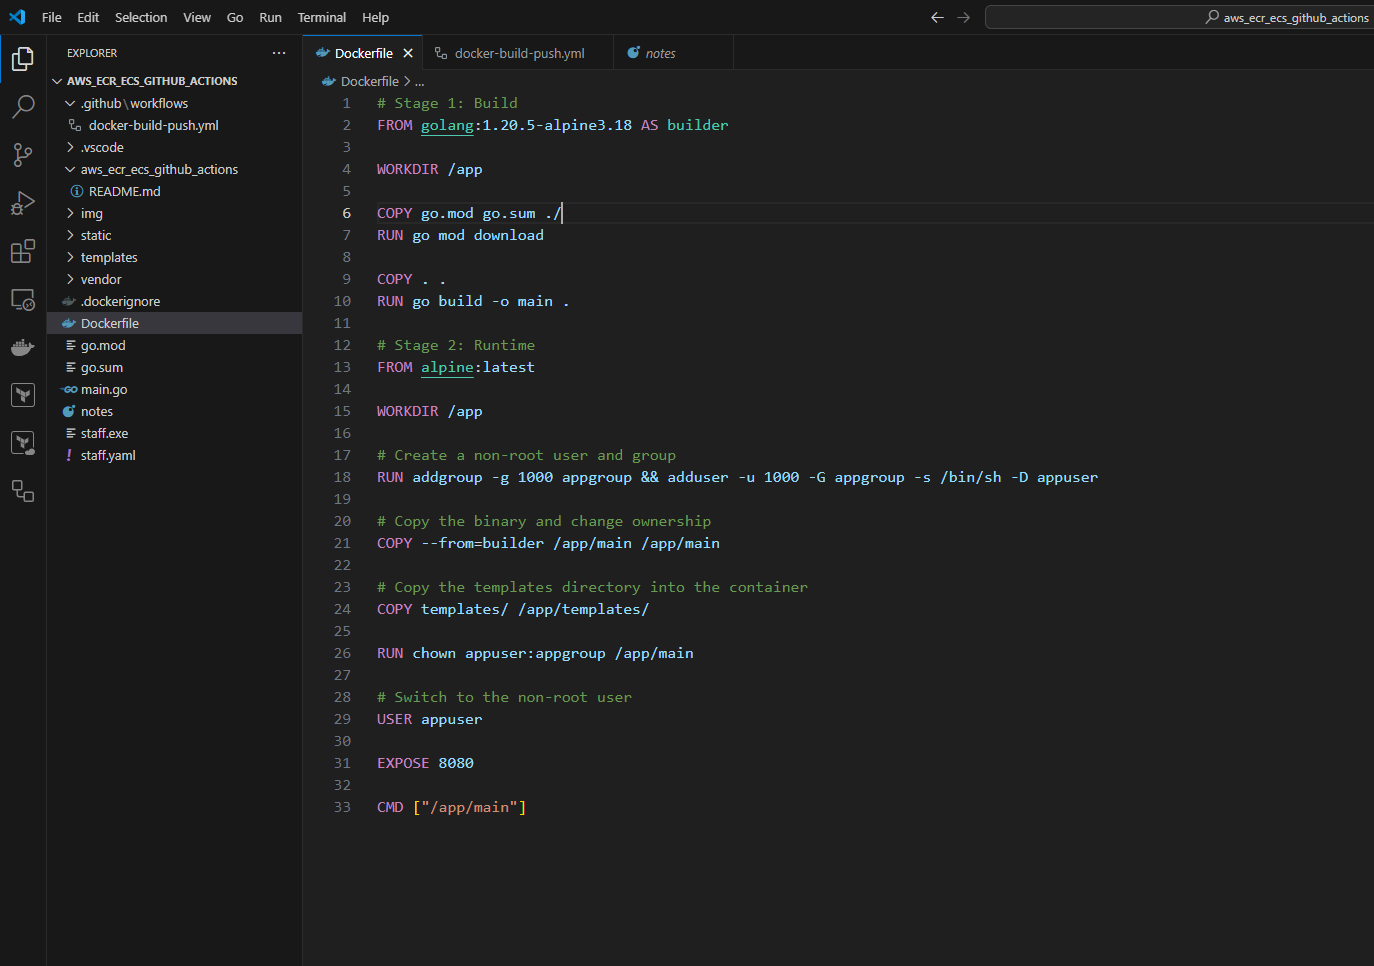 File Edit Selection View Go Run Terminal Help
aws_ecr_ecs_github_actions
EXPLORER
AWS_ECR_ECS_GITHUB_ACTIONS
.github\workflows
docker-build-push.yml
.vscode
aws_ecr_ecs_github_actions
README.md
img
static
templates
vendor
.dockerignore
Dockerfile
go.mod
go.sum
GO main.go
notes
staff.exe
! staff.yaml
Dockerfile docker-build-push.yml notes
Dockerfile > ...
1 # Stage 1: Build
2 FROM golang:1.20.5-alpine3.18 AS builder
3
4 WORKDIR /app
5
6 COPY go.mod go.sum ./
7 RUN go mod download
8
9 COPY . .
10 RUN go build -o main .
11
12 # Stage 2: Runtime
13 FROM alpine:latest
14
15 WORKDIR /app
16
17 # Create a non-root user and group
18 RUN addgroup -g 1000 appgroup && adduser -u 1000 -G appgroup -s /bin/sh -D appuser
19
20 # Copy the binary and change ownership
21 COPY --from=builder /app/main /app/main
22
23 # Copy the templates directory into the container
24 COPY templates/ /app/templates/
25
26 RUN chown appuser:appgroup /app/main
27
28 # Switch to the non-root user
29 USER appuser
30
31 EXPOSE 8080
32
33 CMD ["/app/main"]